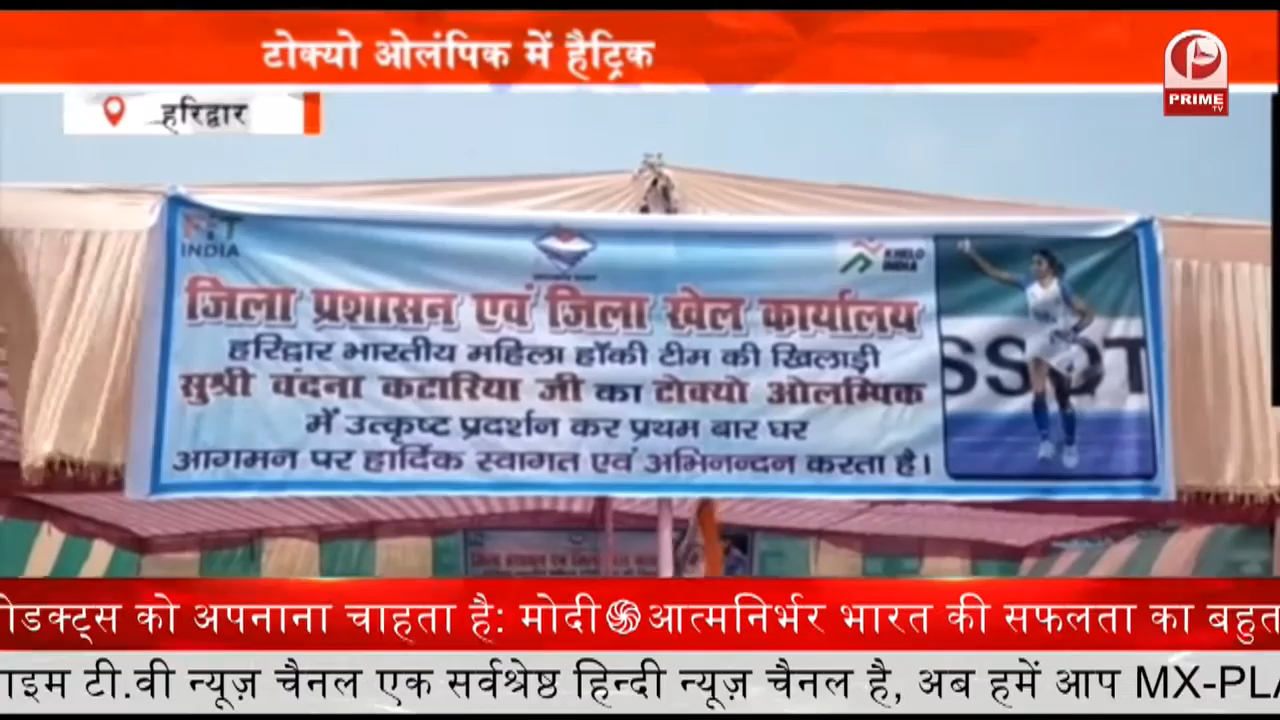 टोक्यो ओलंपिक में हैट्रिक
PRIME
TV
हरिद्वार
FIT
INDIA
KHELO
INDIA
जिला प्रशासन एवं जिला खेल कार्यालय
हरिद्वार भारतीय महिला हॉकी टीम की खिलाड़ी
सुश्री वंदना कटारिया जी का टोक्यो ओलम्पिक
में उत्कृष्ट प्रदर्शन कर प्रथम बार घर
आगमन पर हार्दिक स्वागत एवं अभिनन्दन करता है।
SSOT
ोडक्ट्स को अपनाना चाहता है: मोदी आत्मनिर्भर भारत की सफलता का बहुत
ाइम टी.वी न्यूज़ चैनल एक सर्वश्रेष्ठ हिन्दी न्यूज़ चैनल है, अब हमें आप MX-PLA